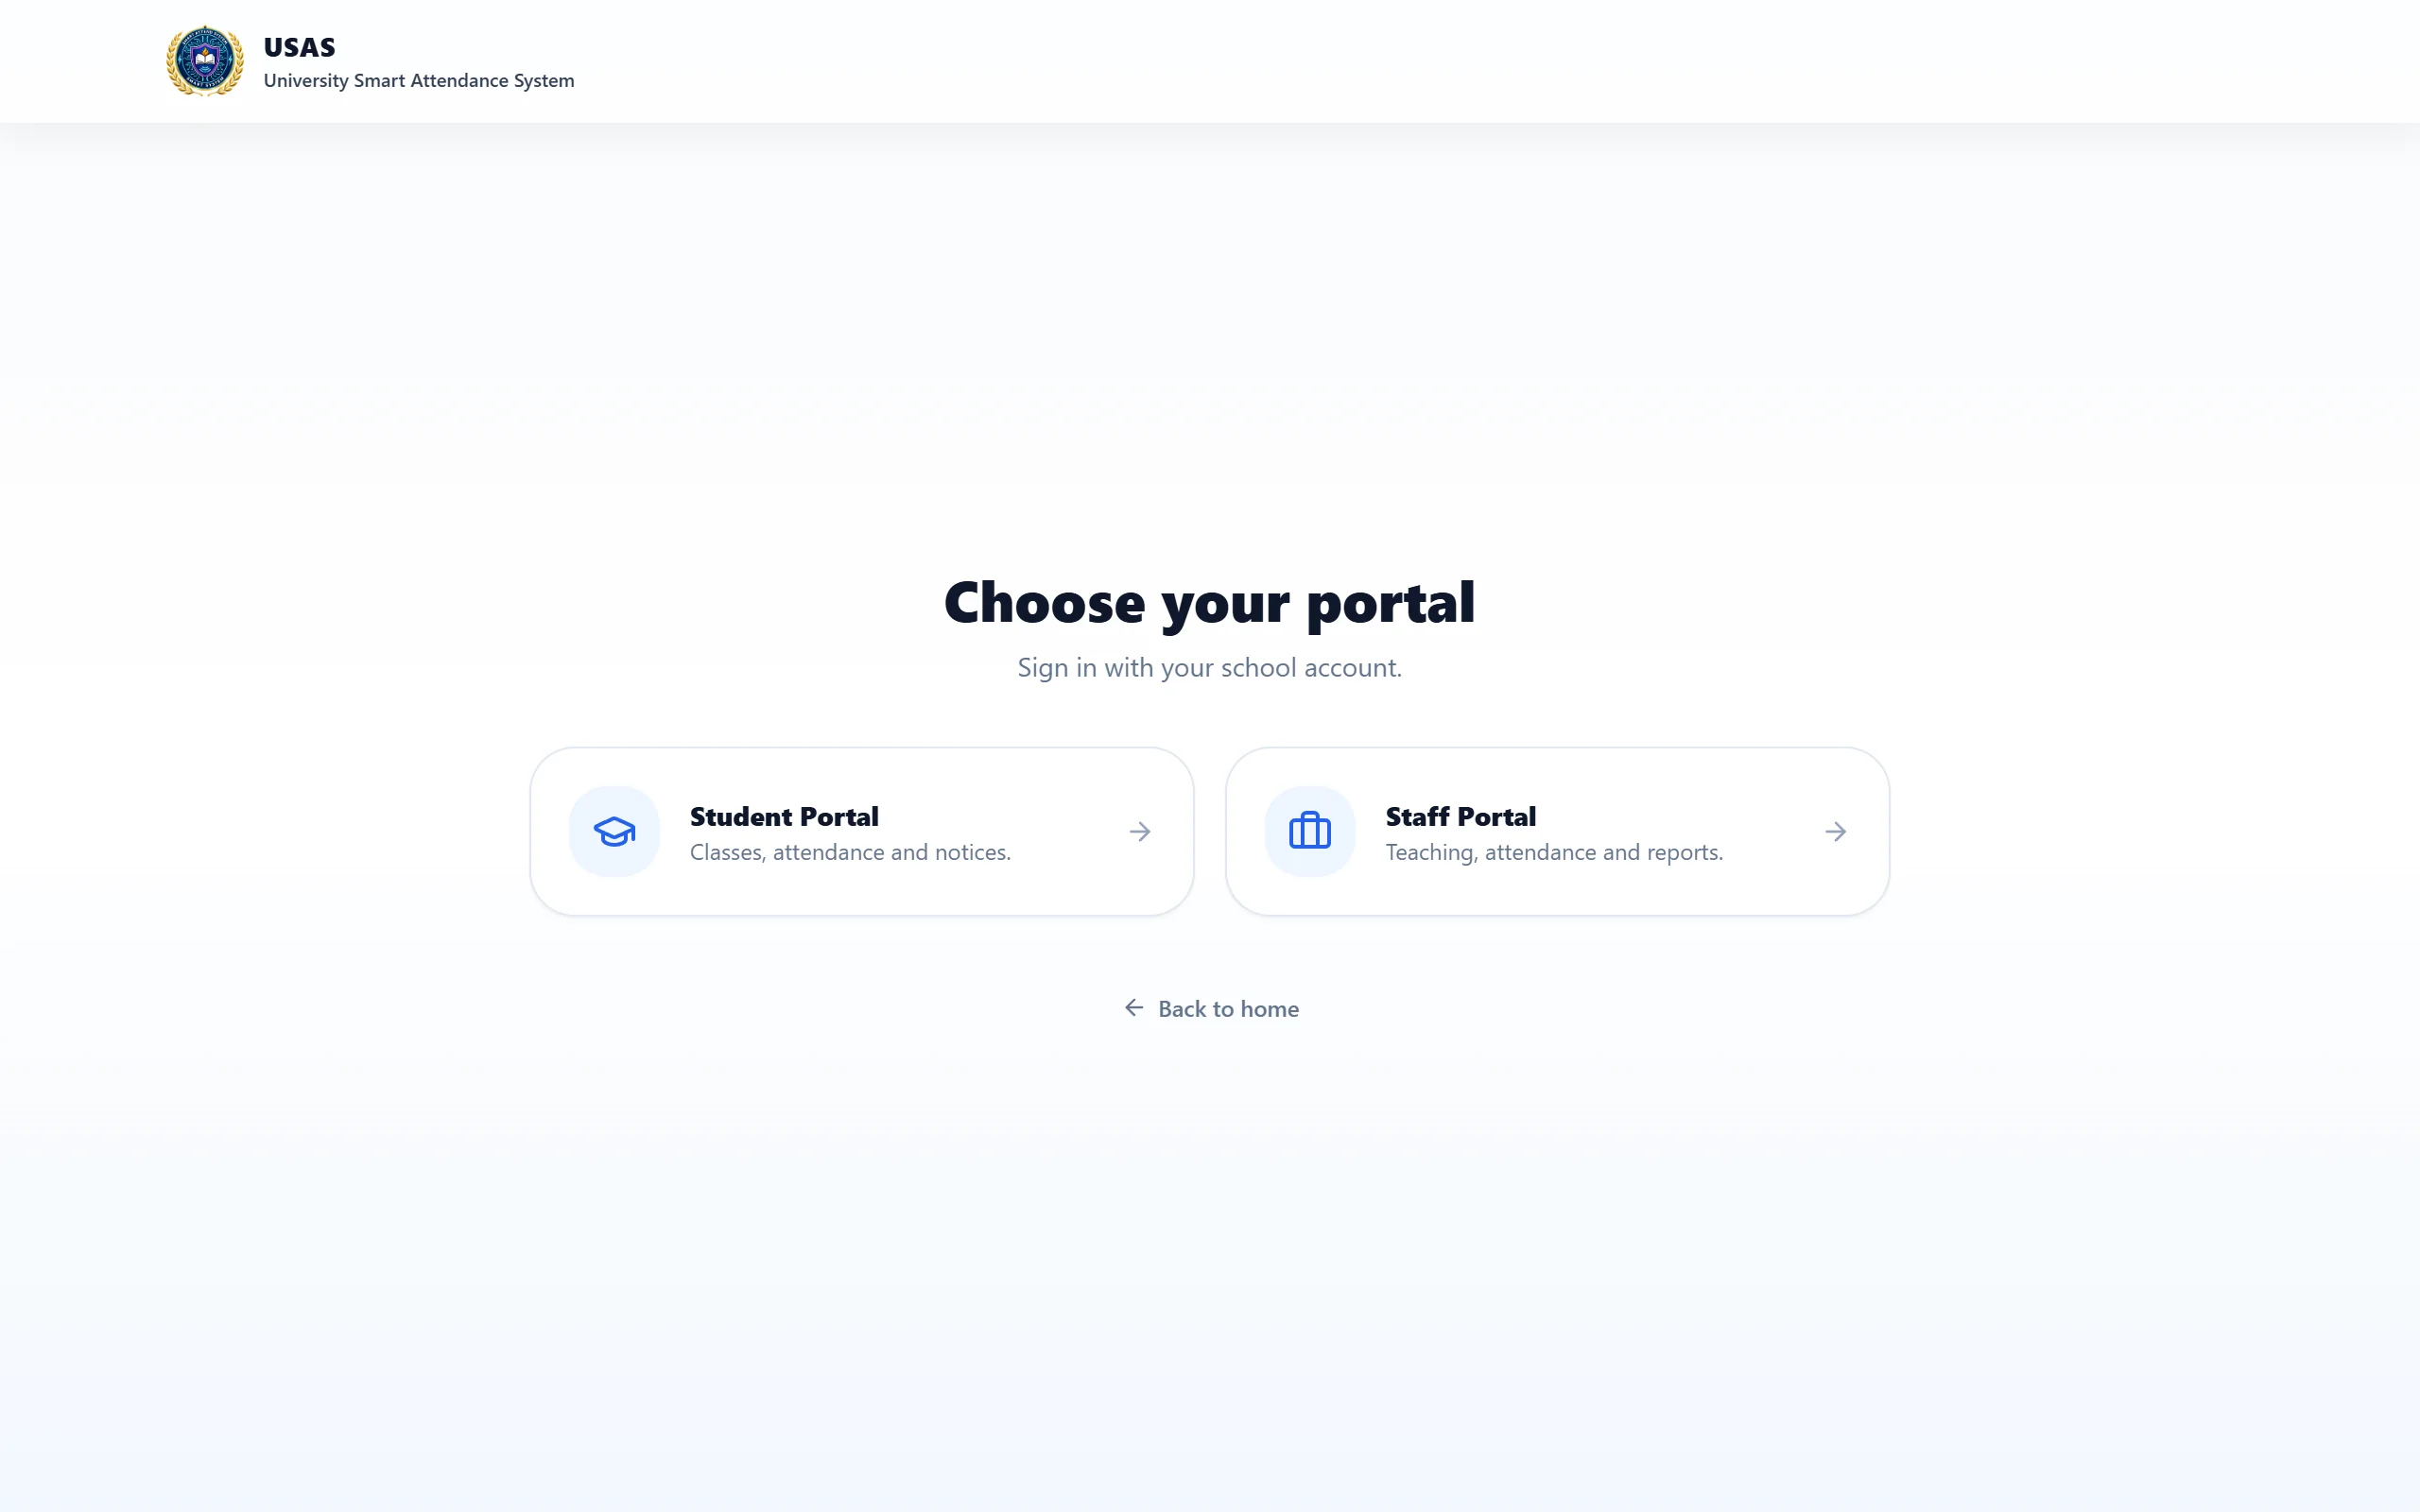 USAS
University Smart Attendance System
Choose your portal
Sign in with your school account.
Student Portal
Classes, attendance and notices.
Staff Portal
Teaching, attendance and reports.
Back to home